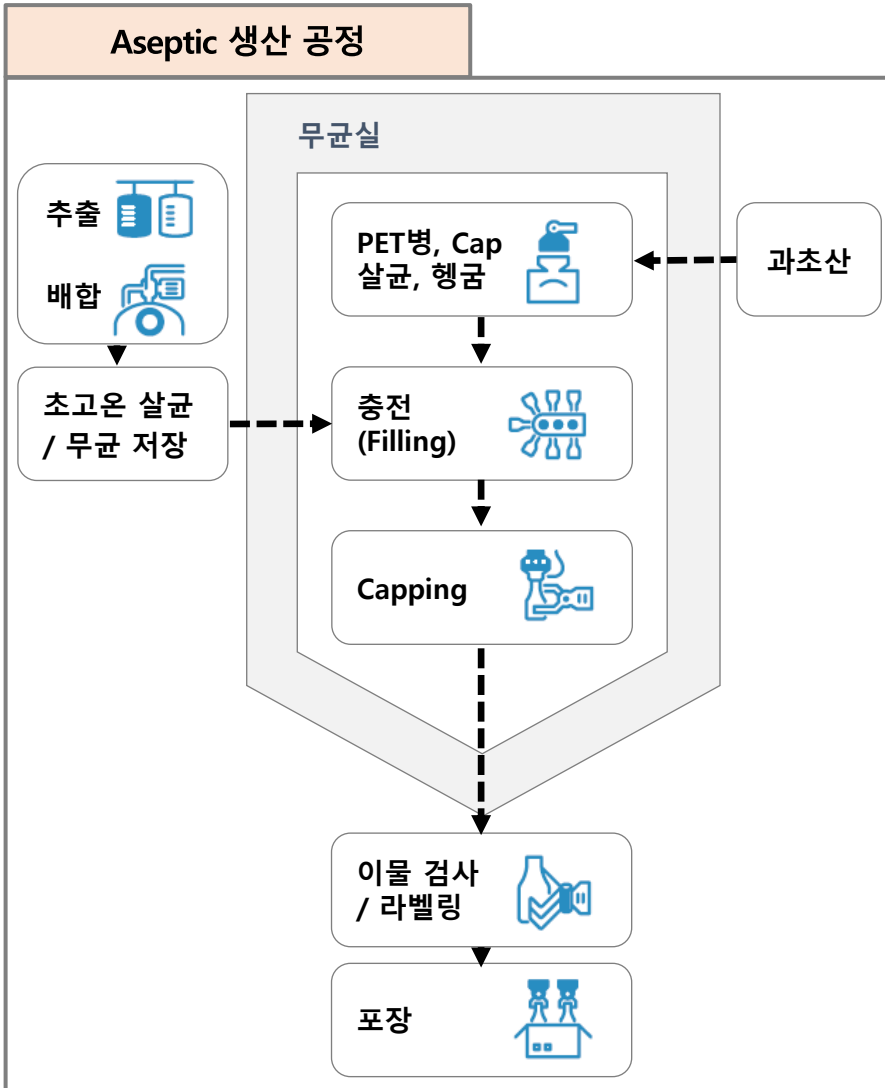 Aseptic 생산 공정
무균실
추출
배합
초고온 살균
/ 무균 저장
PET병, Cap
살균, 헹굼
과초산
충전
(Filling)
Capping
이물 검사
/ 라벨링
포장